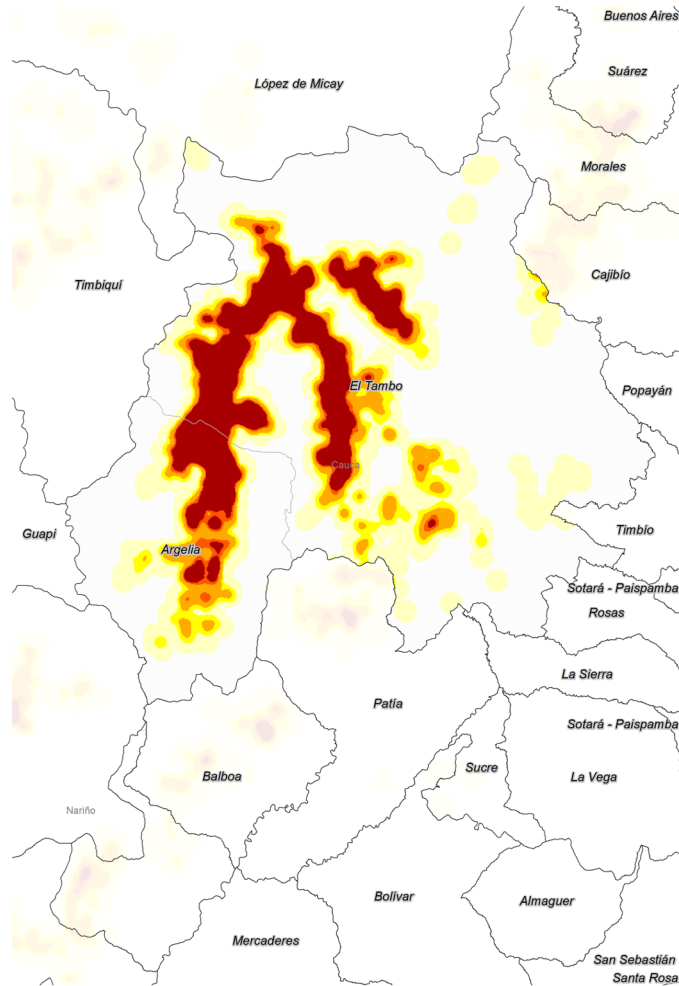 Buenos Aires
Suárez
López de Micay
Morales
Cajibío
Timbiquí
El Tambo
Popayán
Cauca
Guapi
Timbío
Argelia
Sotará - Paispamba
Rosas
La Sierra
Patía
Sotará - Paispamba
Sucre
Balboa
La Vega
Nariño
Bolívar
Almaguer
Mercaderes
San Sebastián
Santa Rosa